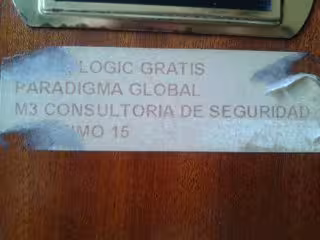 LOGIC GRATIS
PARADIGMA GLOBAL
M3 CONSULTORIA DE SEGURIDAD
15